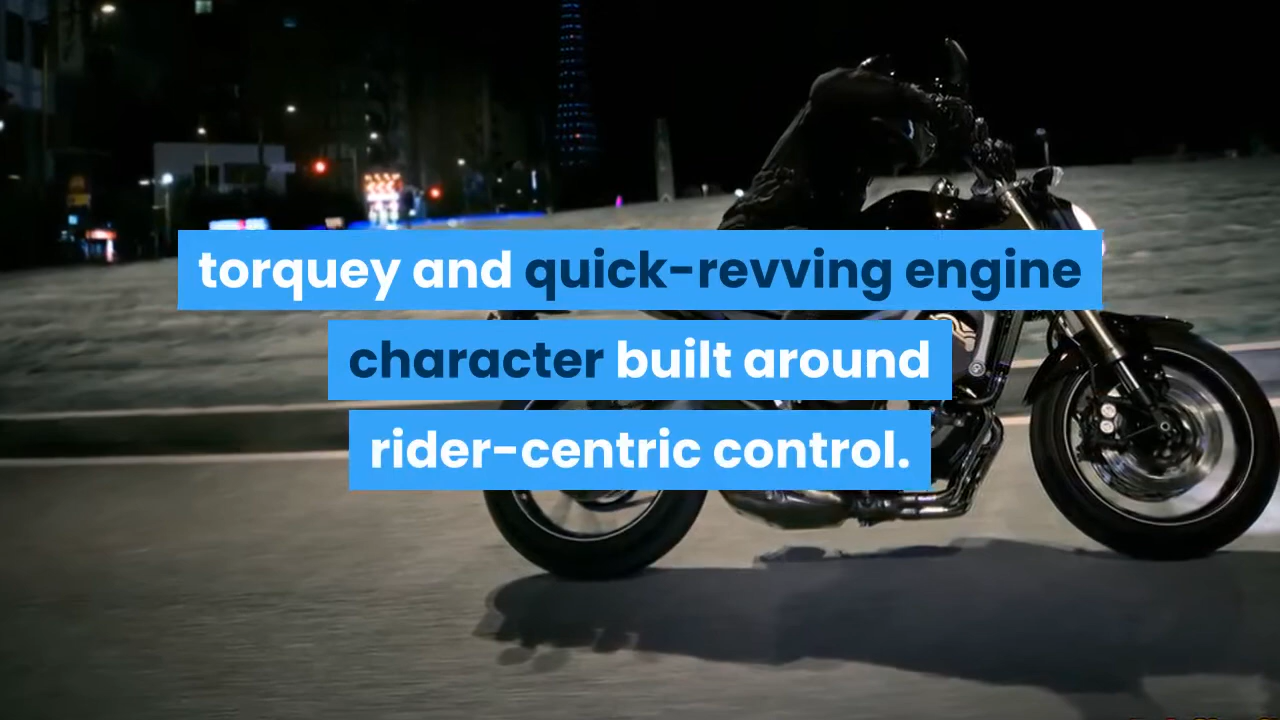 torquey and quick-revving engine
character built around
rider-centric control.